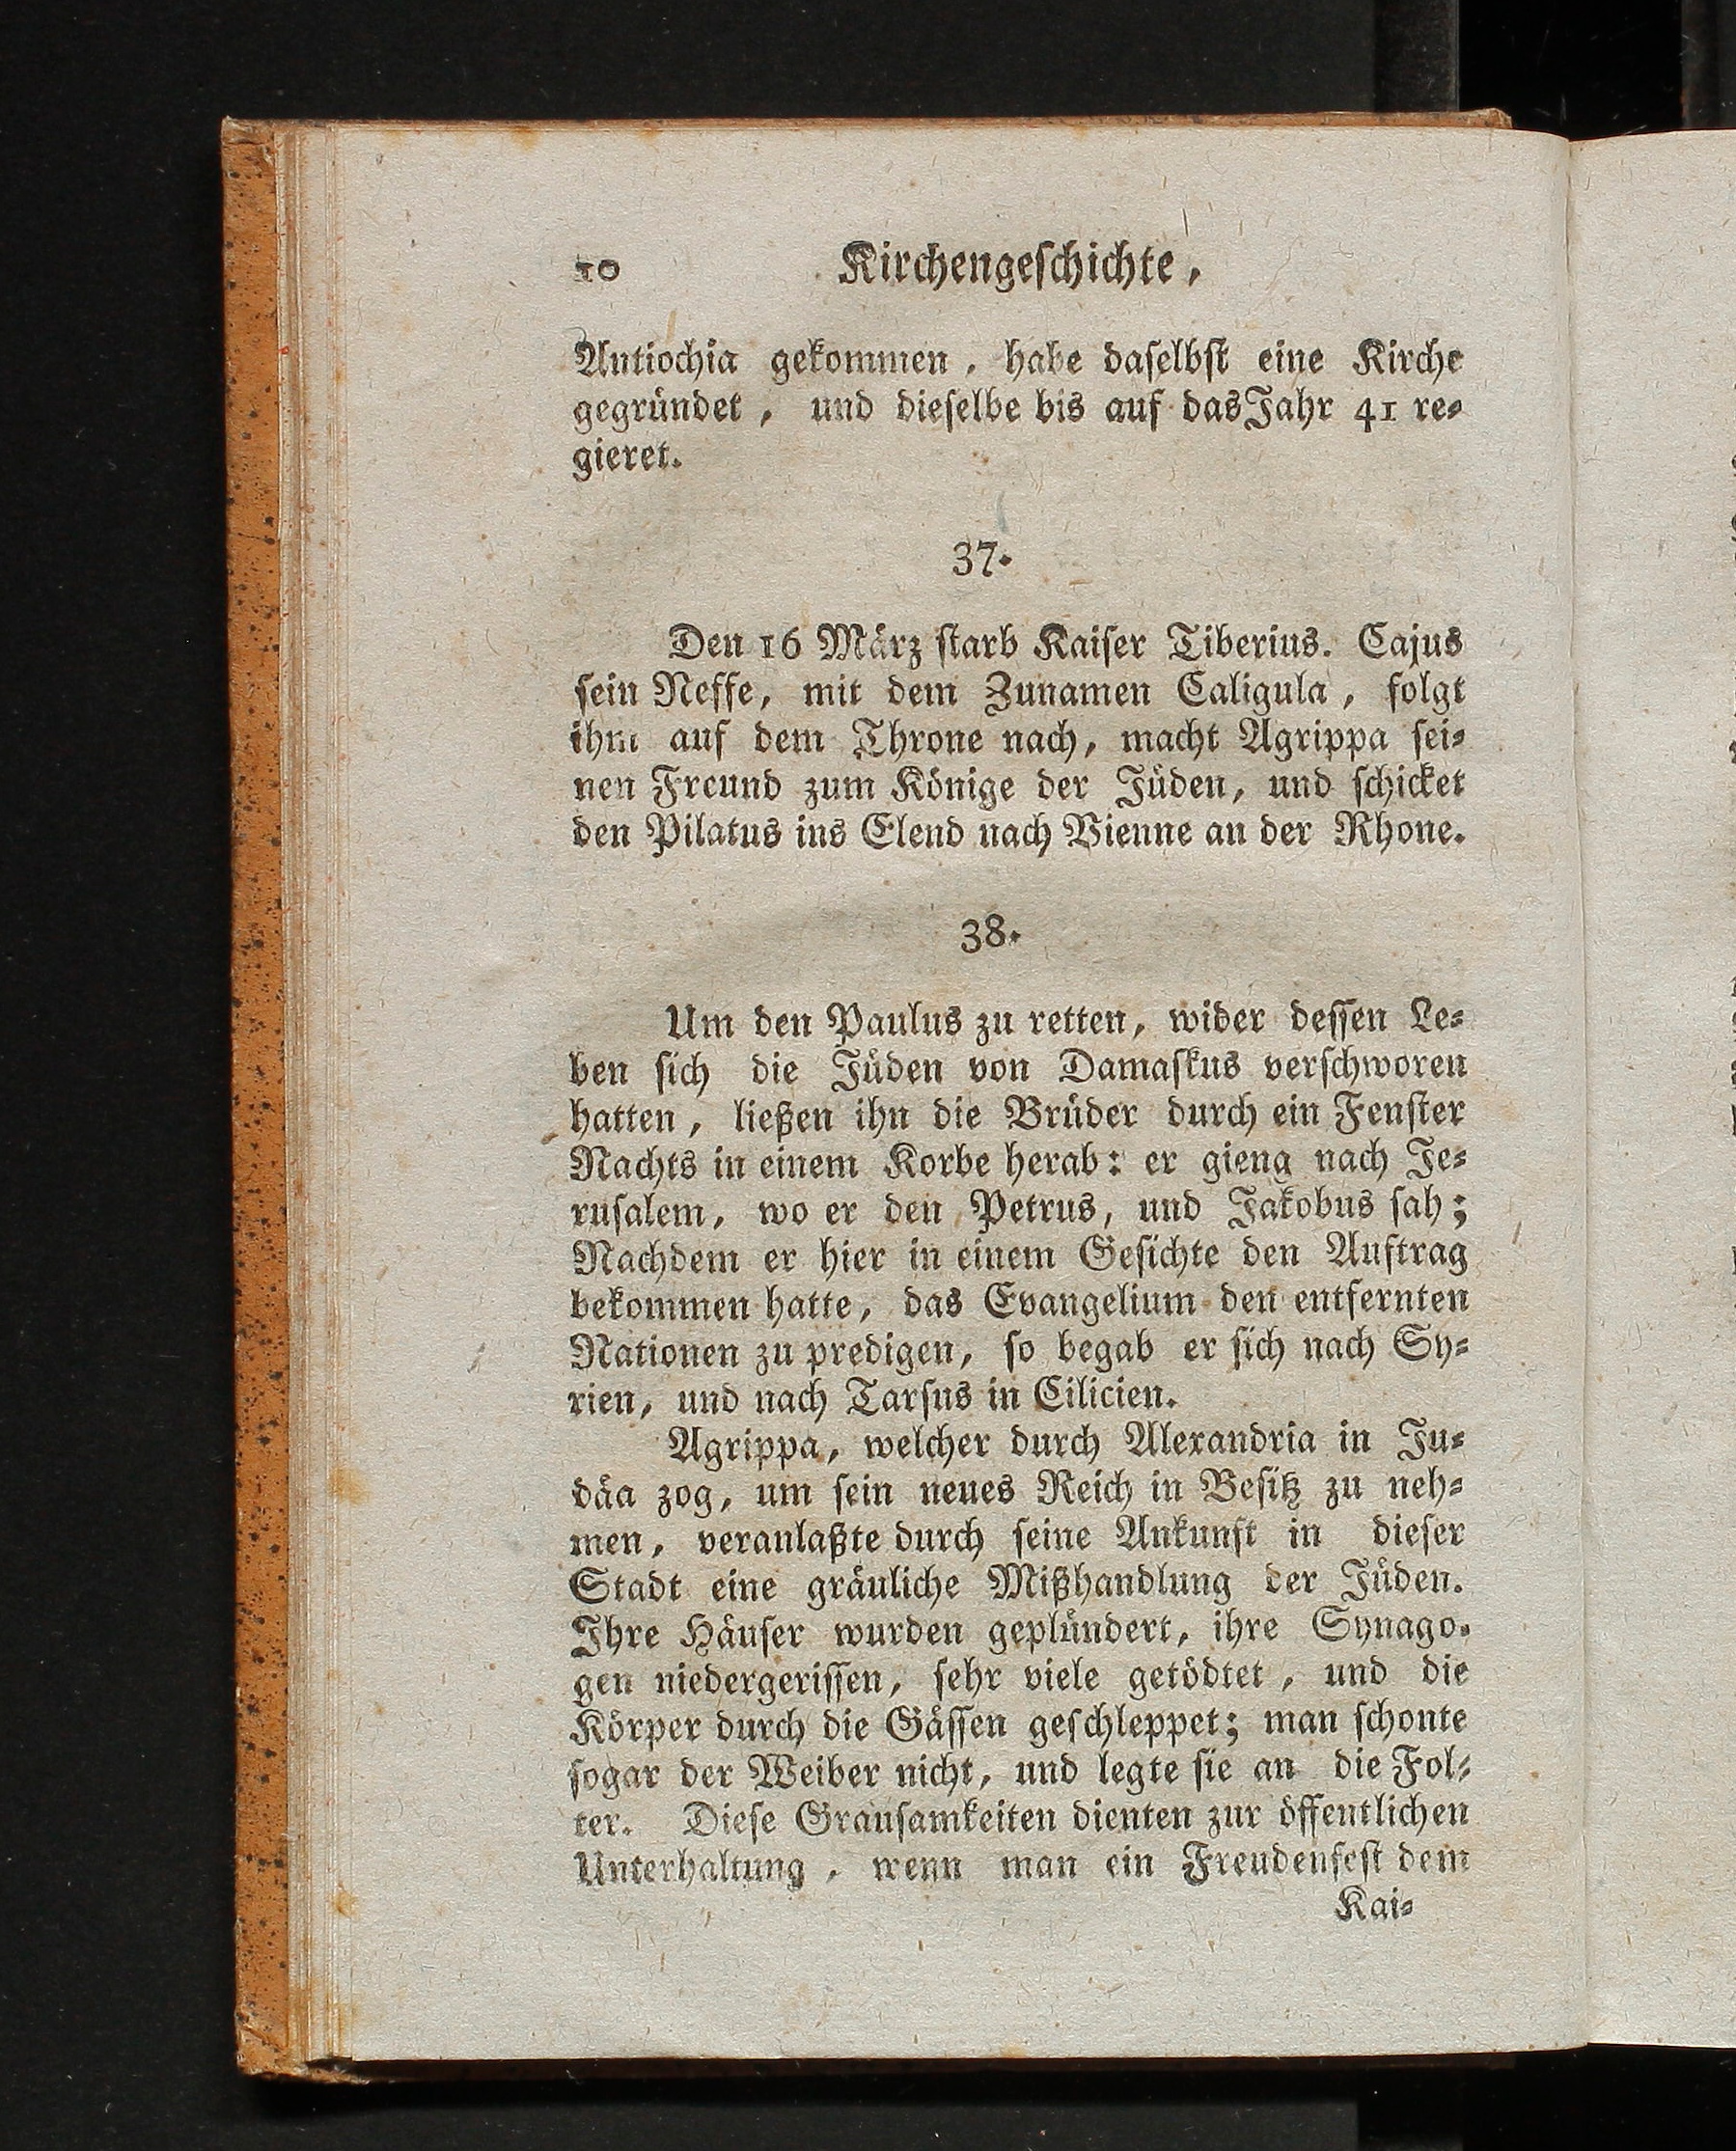 10 Kirchengeschichte,
Antiochia gekommen, habe daselbst eine Kirche
gegründet, und dieselbe bis auf das Jahr 41 re-
gieret.
37.
Den 16 März starb Kaiser Tiberius. Cajus
sein Neffe, mit dem Zunamen Caligula, folgt
ihm auf dem Throne nach, macht Agrippa sei-
nen Freund zum Könige der Jüden, und schicket
den Pilatus ins Elend nach Vienne an der Rhone.
38.
Um den Paulus zu retten, wider dessen Le-
ben sich die Jüden von Damaskus verschworen
hatten, ließen ihn die Brüder durch ein Fenster
Nachts in einem Korbe herab: er gieng nach Je-
rusalem, wo er den Petrus, und Jakobus sah;
Nachdem er hier in einem Gesichte den Auftrag
bekommen hatte, das Evangelium den entfernten
Nationen zu predigen, so begab er sich nach Sy-
rien, und nach Tarsus in Cilicien.
Agrippa, welcher durch Alexandria in Ju-
däa zog, um sein neues Reich in Besitz zu neh-
men, veranlaßte durch seine Ankunft in dieser
Stadt eine gräuliche Mißhandlung der Jüden.
Ihre Häuser wurden geplündert, ihre Synago-
gen niedergerissen, sehr viele getödtet, und die
Körper durch die Gässen geschleppet; man schonte
sogar der Weiber nicht, und legte sie an die Fol-
ter. Diese Grausamkeiten dienten zur öffentlichen
Unterhaltung, wenn man ein Freudenfest dem
Kai-